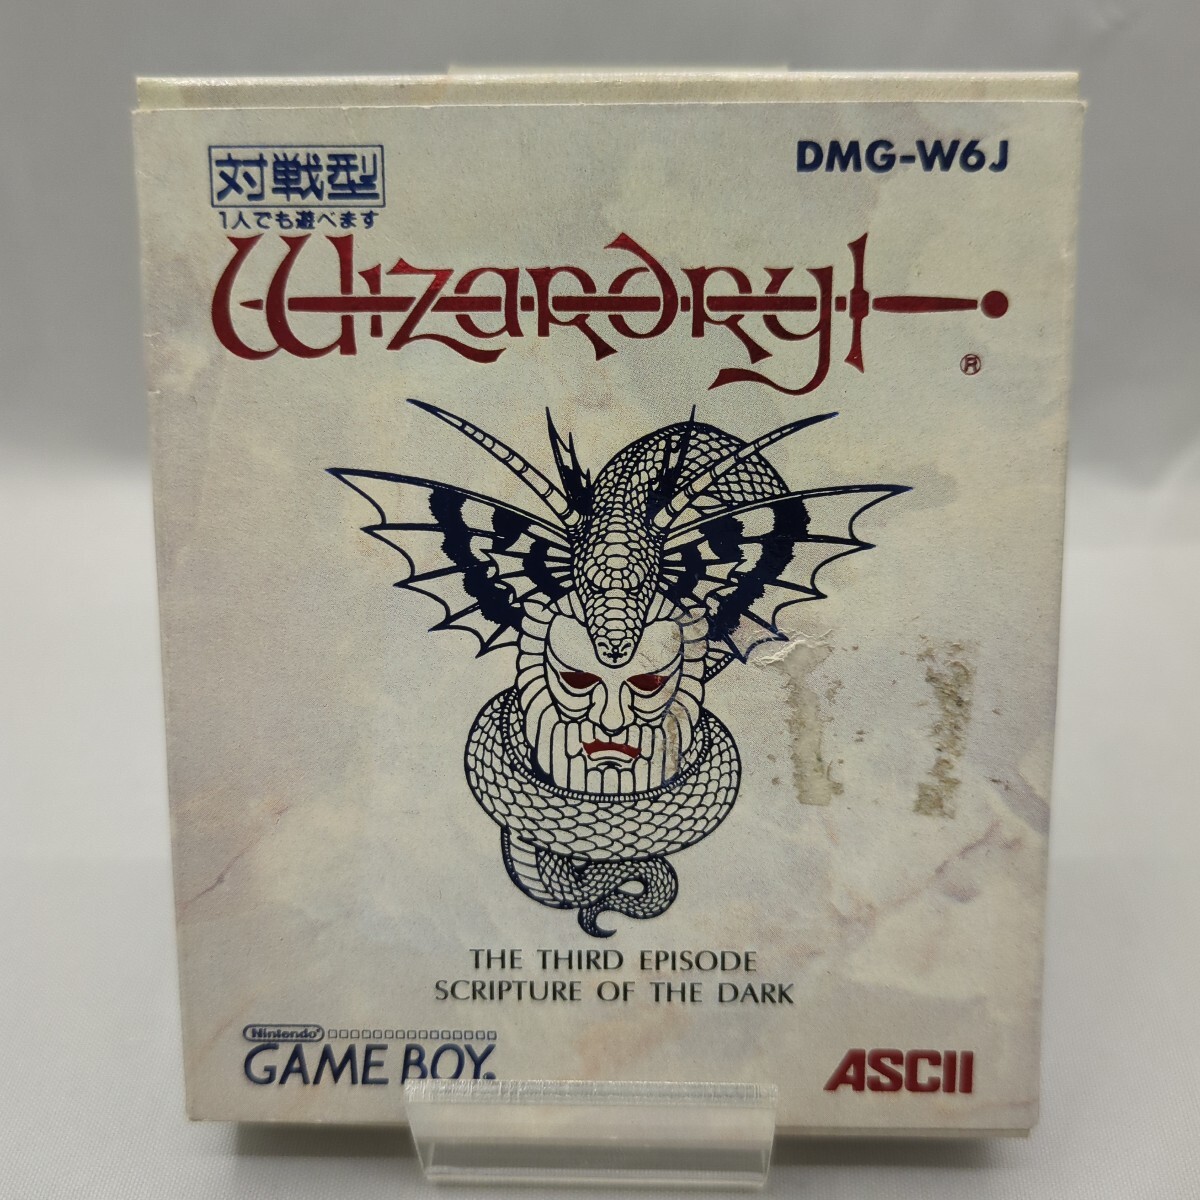 対戦型
1人でも遊べます
DMG-W6J
Wizardry
®
THE THIRD EPISODE
SCRIPTURE OF THE DARK
Nintendo®
GAME BOY®
ASCII